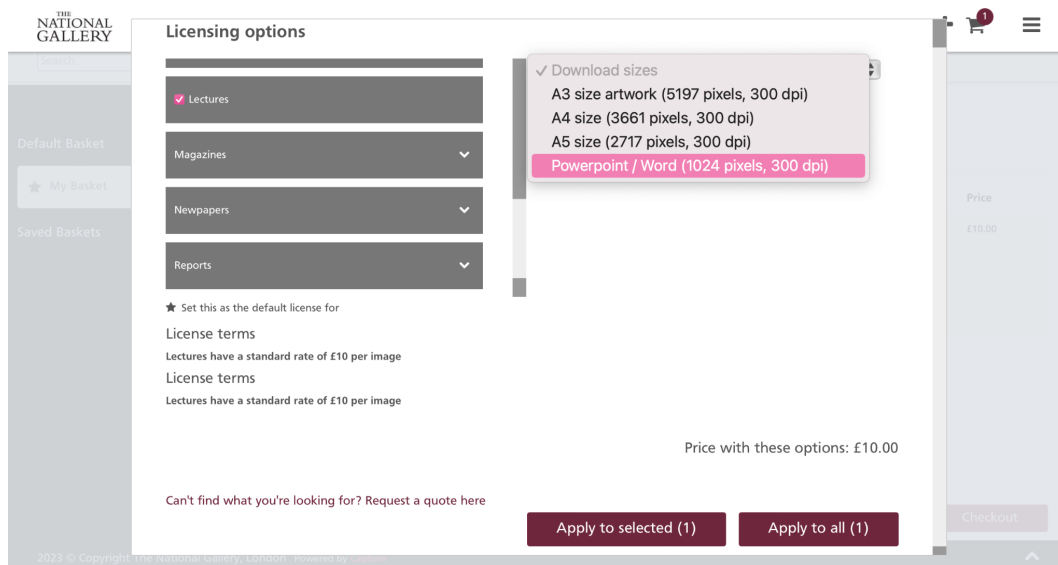 THE
NATIONAL
GALLERY
1
Search
Licensing options
Lectures
Magazines
Newpapers
Reports
✓ Download sizes
A3 size artwork (5197 pixels, 300 dpi)
A4 size (3661 pixels, 300 dpi)
A5 size (2717 pixels, 300 dpi)
Powerpoint / Word (1024 pixels, 300 dpi)
Default Basket
★ My Basket
Saved Baskets
Price
£10.00
★ Set this as the default license for
License terms
Lectures have a standard rate of £10 per image
License terms
Lectures have a standard rate of £10 per image
Price with these options: £10.00
Can't find what you're looking for? Request a quote here
Apply to selected (1)
Apply to all (1)
Checkout
2023 © Copyright The National Gallery, London Powered by